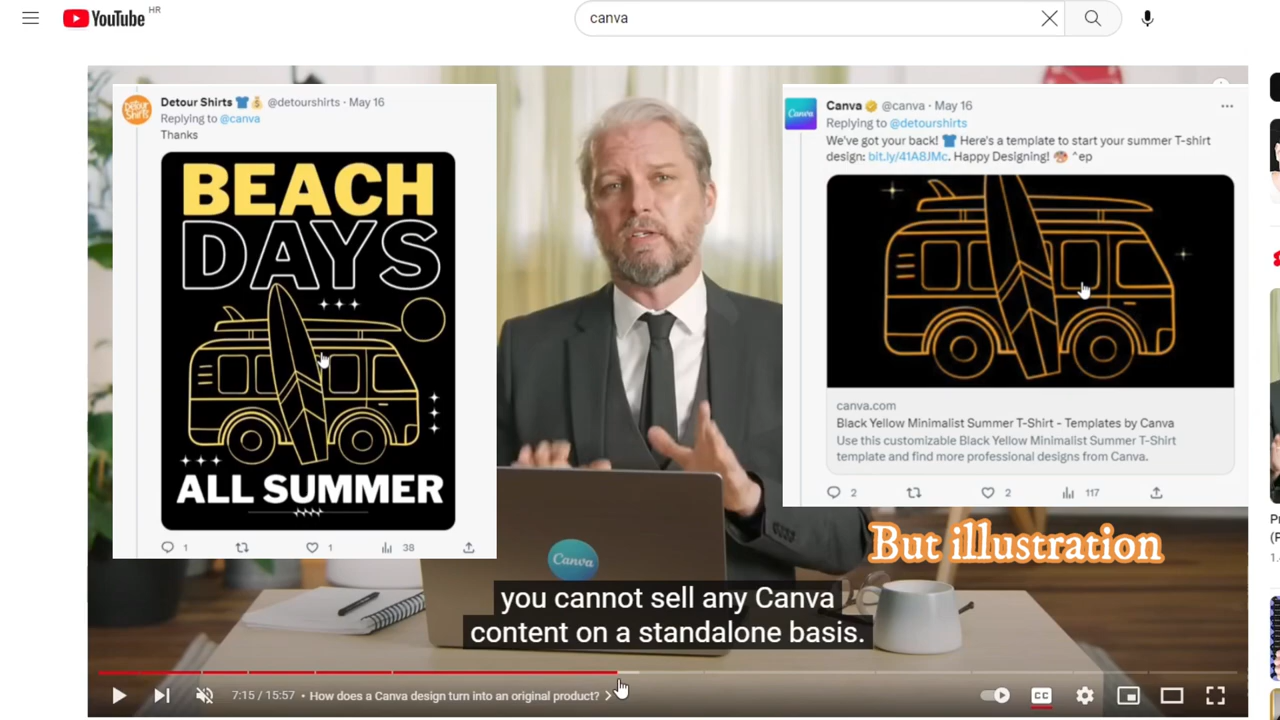 YouTube HR
canva
Detour Shirts @detourshirts · May 16
Replying to @canva
Thanks
BEACH
DAYS
ALL SUMMER
1
1
38
Canva @canva · May 16
Replying to @detourshirts
We've got your back! Here's a template to start your summer T-shirt
design: bit.ly/41A8JMc. Happy Designing! ^ep
canva.com
Black Yellow Minimalist Summer T-Shirt - Templates by Canva
Use this customizable Black Yellow Minimalist Summer T-Shirt
template and find more professional designs from Canva.
2
2
117
But illustration
Canva
you cannot sell any Canva
content on a standalone basis.
7:15 / 15:57 • How does a Canva design turn into an original product?
CC